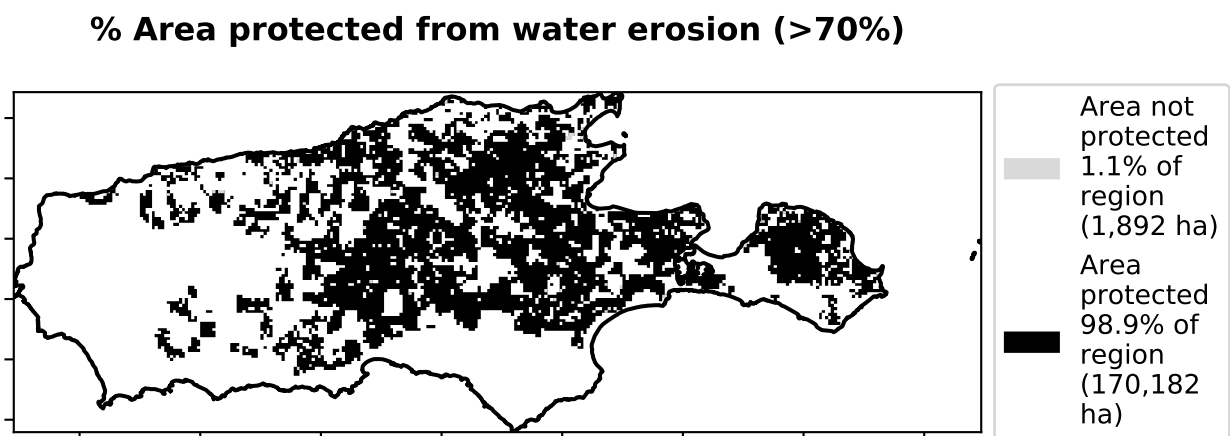 % Area protected from water erosion (>70%)
Area not
protected
1.1% of
region
(1,892 ha)
Area
protected
98.9% of
region
(170,182
ha)